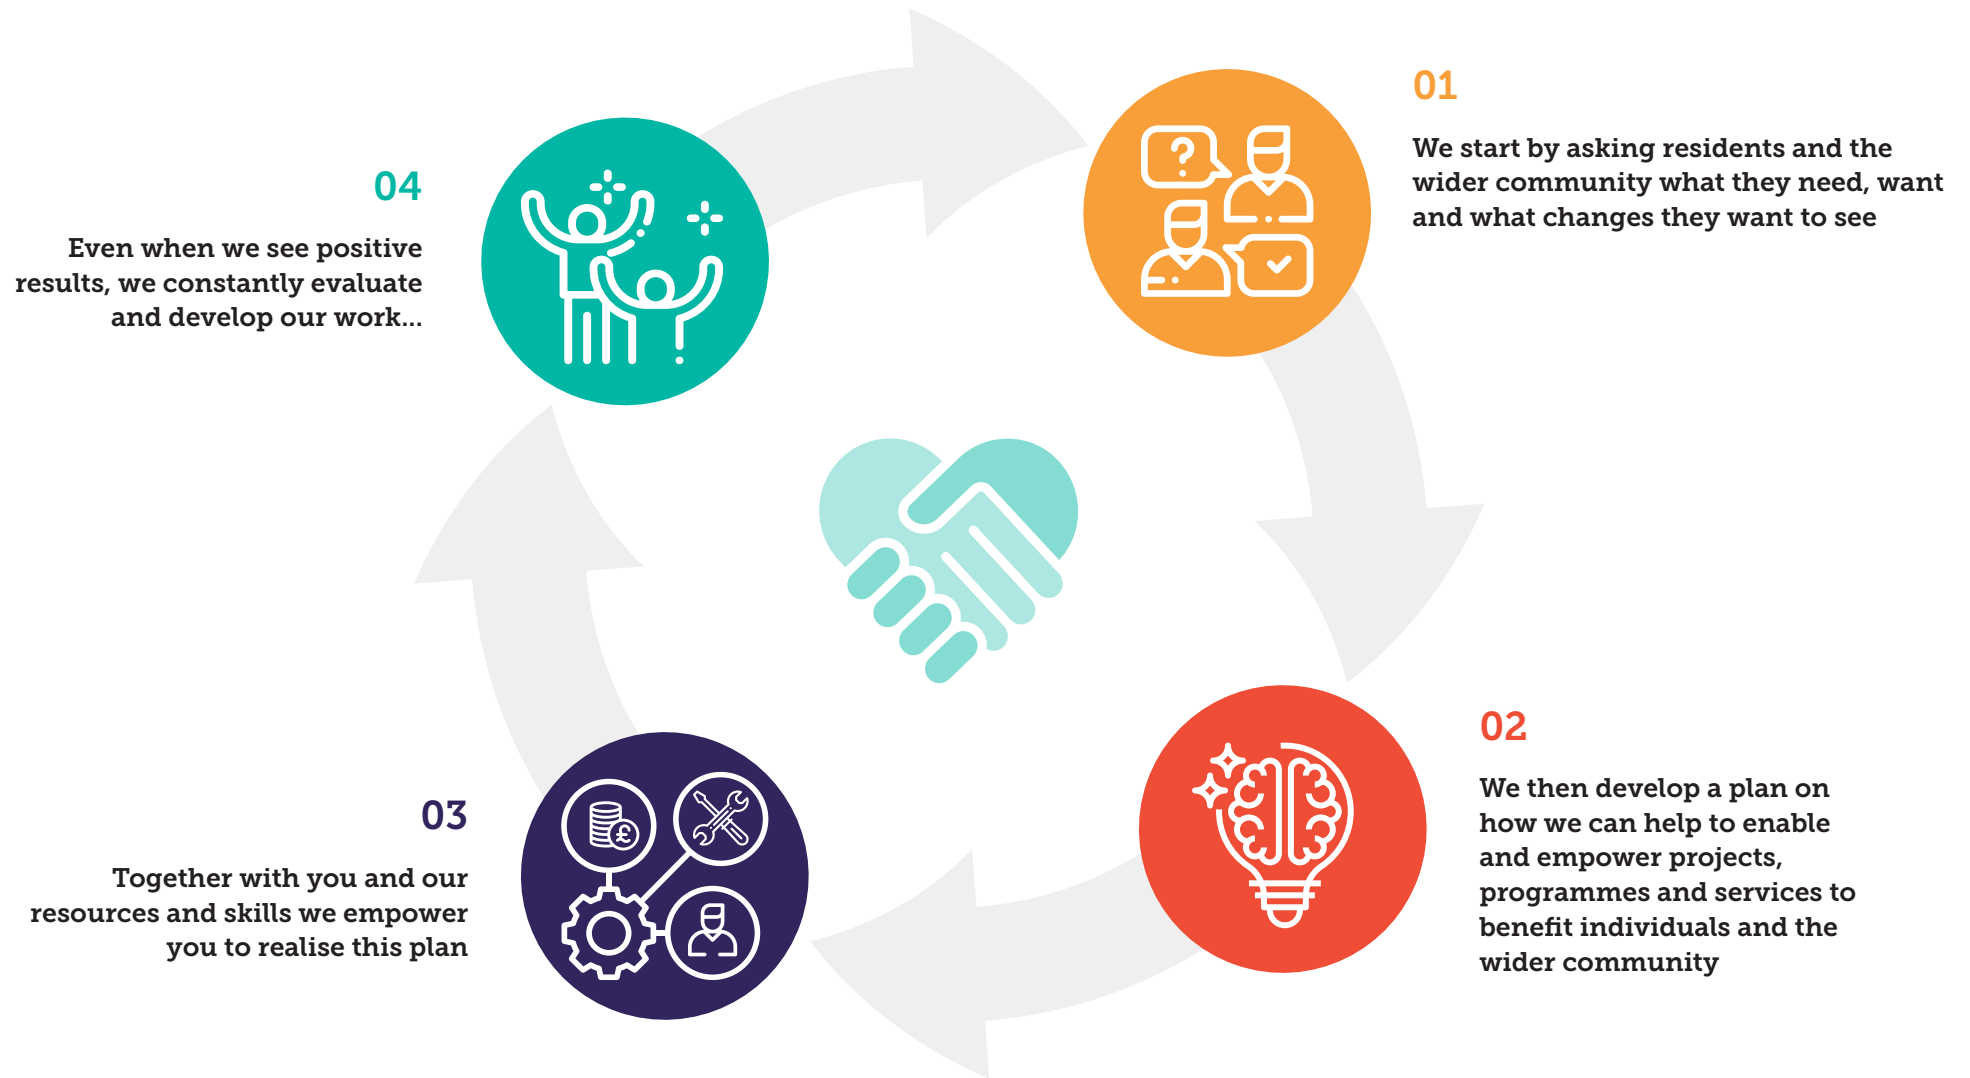 01
We start by asking residents and the
wider community what they need, want
and what changes they want to see
02
We then develop a plan on
how we can help to enable
and empower projects,
programmes and services to
benefit individuals and the
wider community
03
Together with you and our
resources and skills we empower
you to realise this plan
04
Even when we see positive
results, we constantly evaluate
and develop our work...
?
£